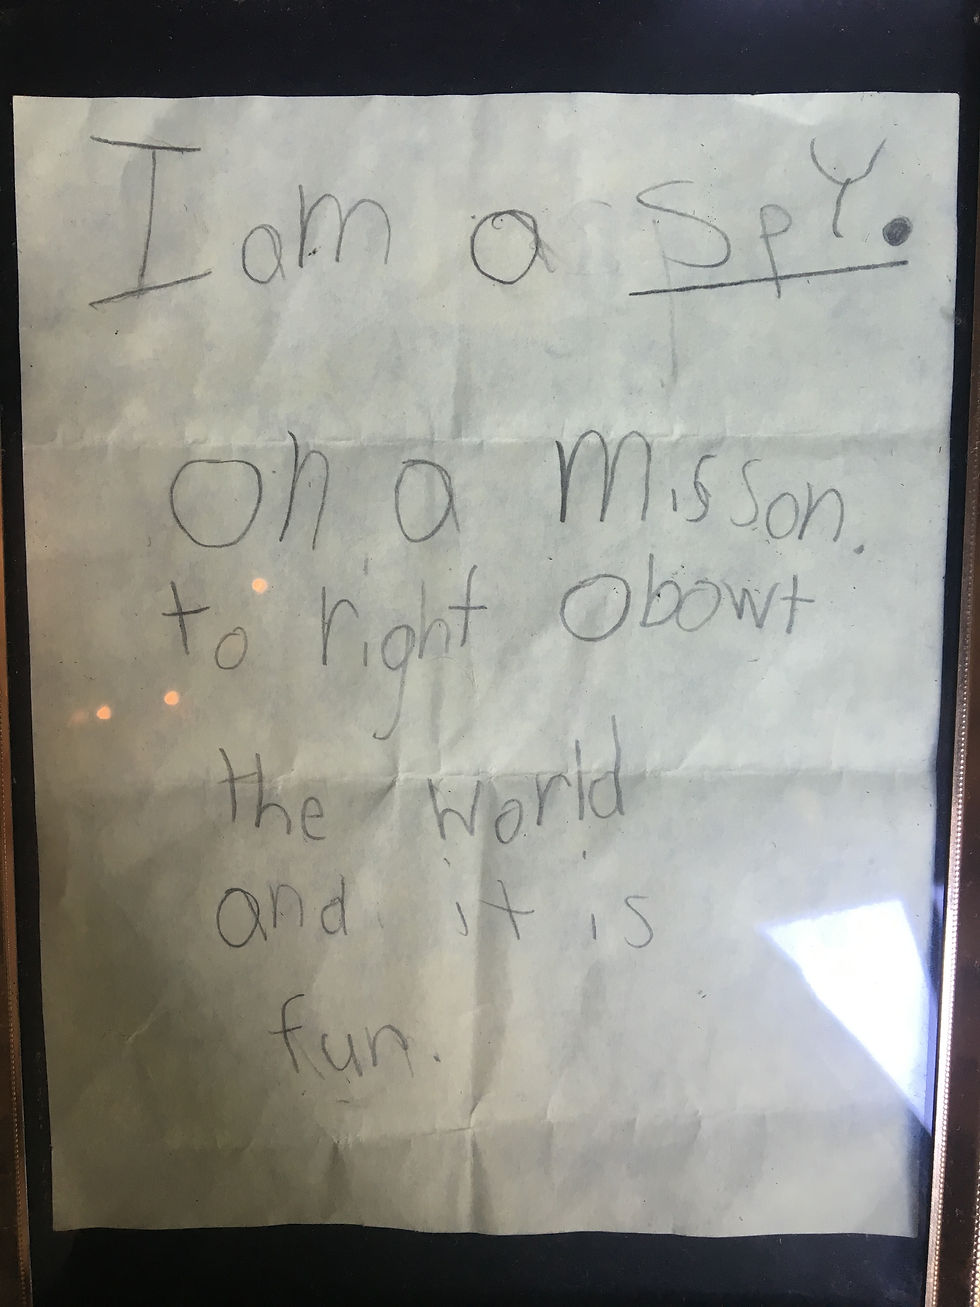 I am a SpY.
on a misson.
to right obowt
the world
and it is
fun.